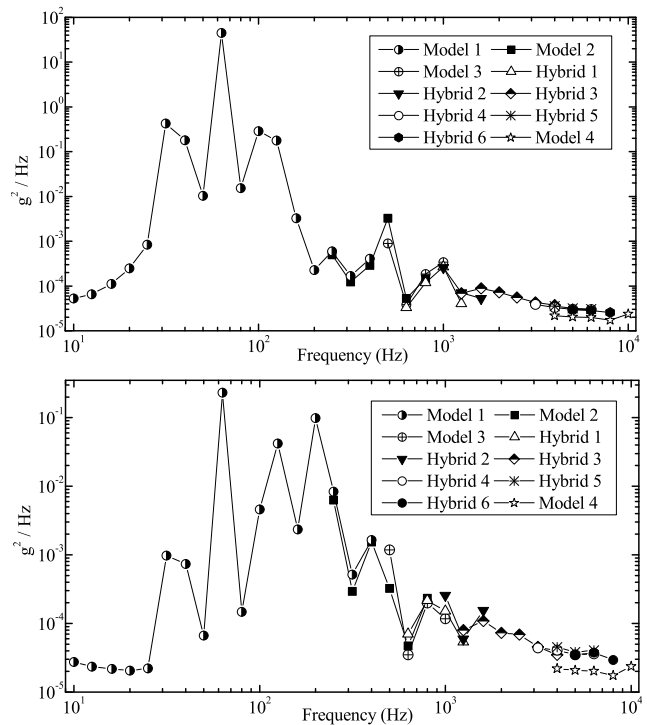 10^2
10^1
10^0
10^-1
10^-2
10^-3
10^-4
10^-5
g^2 / Hz
Model 1 Model 2
Model 3 Hybrid 1
Hybrid 2 Hybrid 3
Hybrid 4 Hybrid 5
Hybrid 6 Model 4
10^1 10^2 10^3 10^4
Frequency (Hz)
10^-1
10^-2
10^-3
10^-4
10^-5
g^2 / Hz
Model 1 Model 2
Model 3 Hybrid 1
Hybrid 2 Hybrid 3
Hybrid 4 Hybrid 5
Hybrid 6 Model 4
10^1 10^2 10^3 10^4
Frequency (Hz)